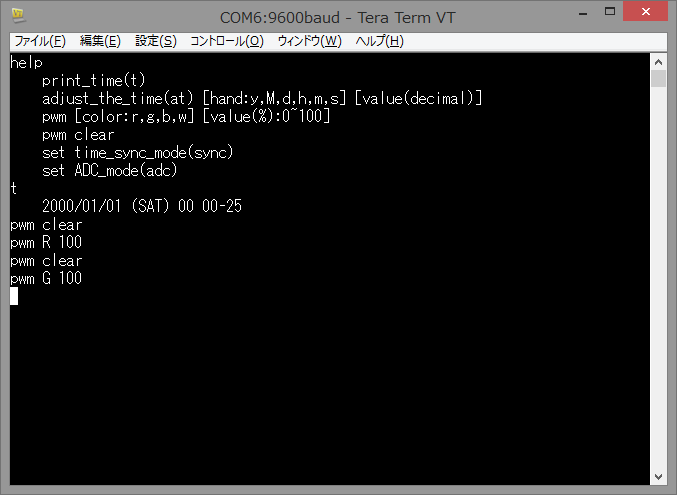 COM6:9600baud - Tera Term VT
ファイル(F) 編集(E) 設定(S) コントロール(O) ウィンドウ(W) ヘルプ(H)
help
    print_time(t)
    adjust_the_time(at) [hand:y,M,d,h,m,s] [value(decimal)]
    pwm [color:r,g,b,w] [value(%):0~100]
    pwm clear
    set time_sync_mode(sync)
    set ADC_mode(adc)
t
    2000/01/01 (SAT) 00 00-25
pwm clear
pwm R 100
pwm clear
pwm G 100